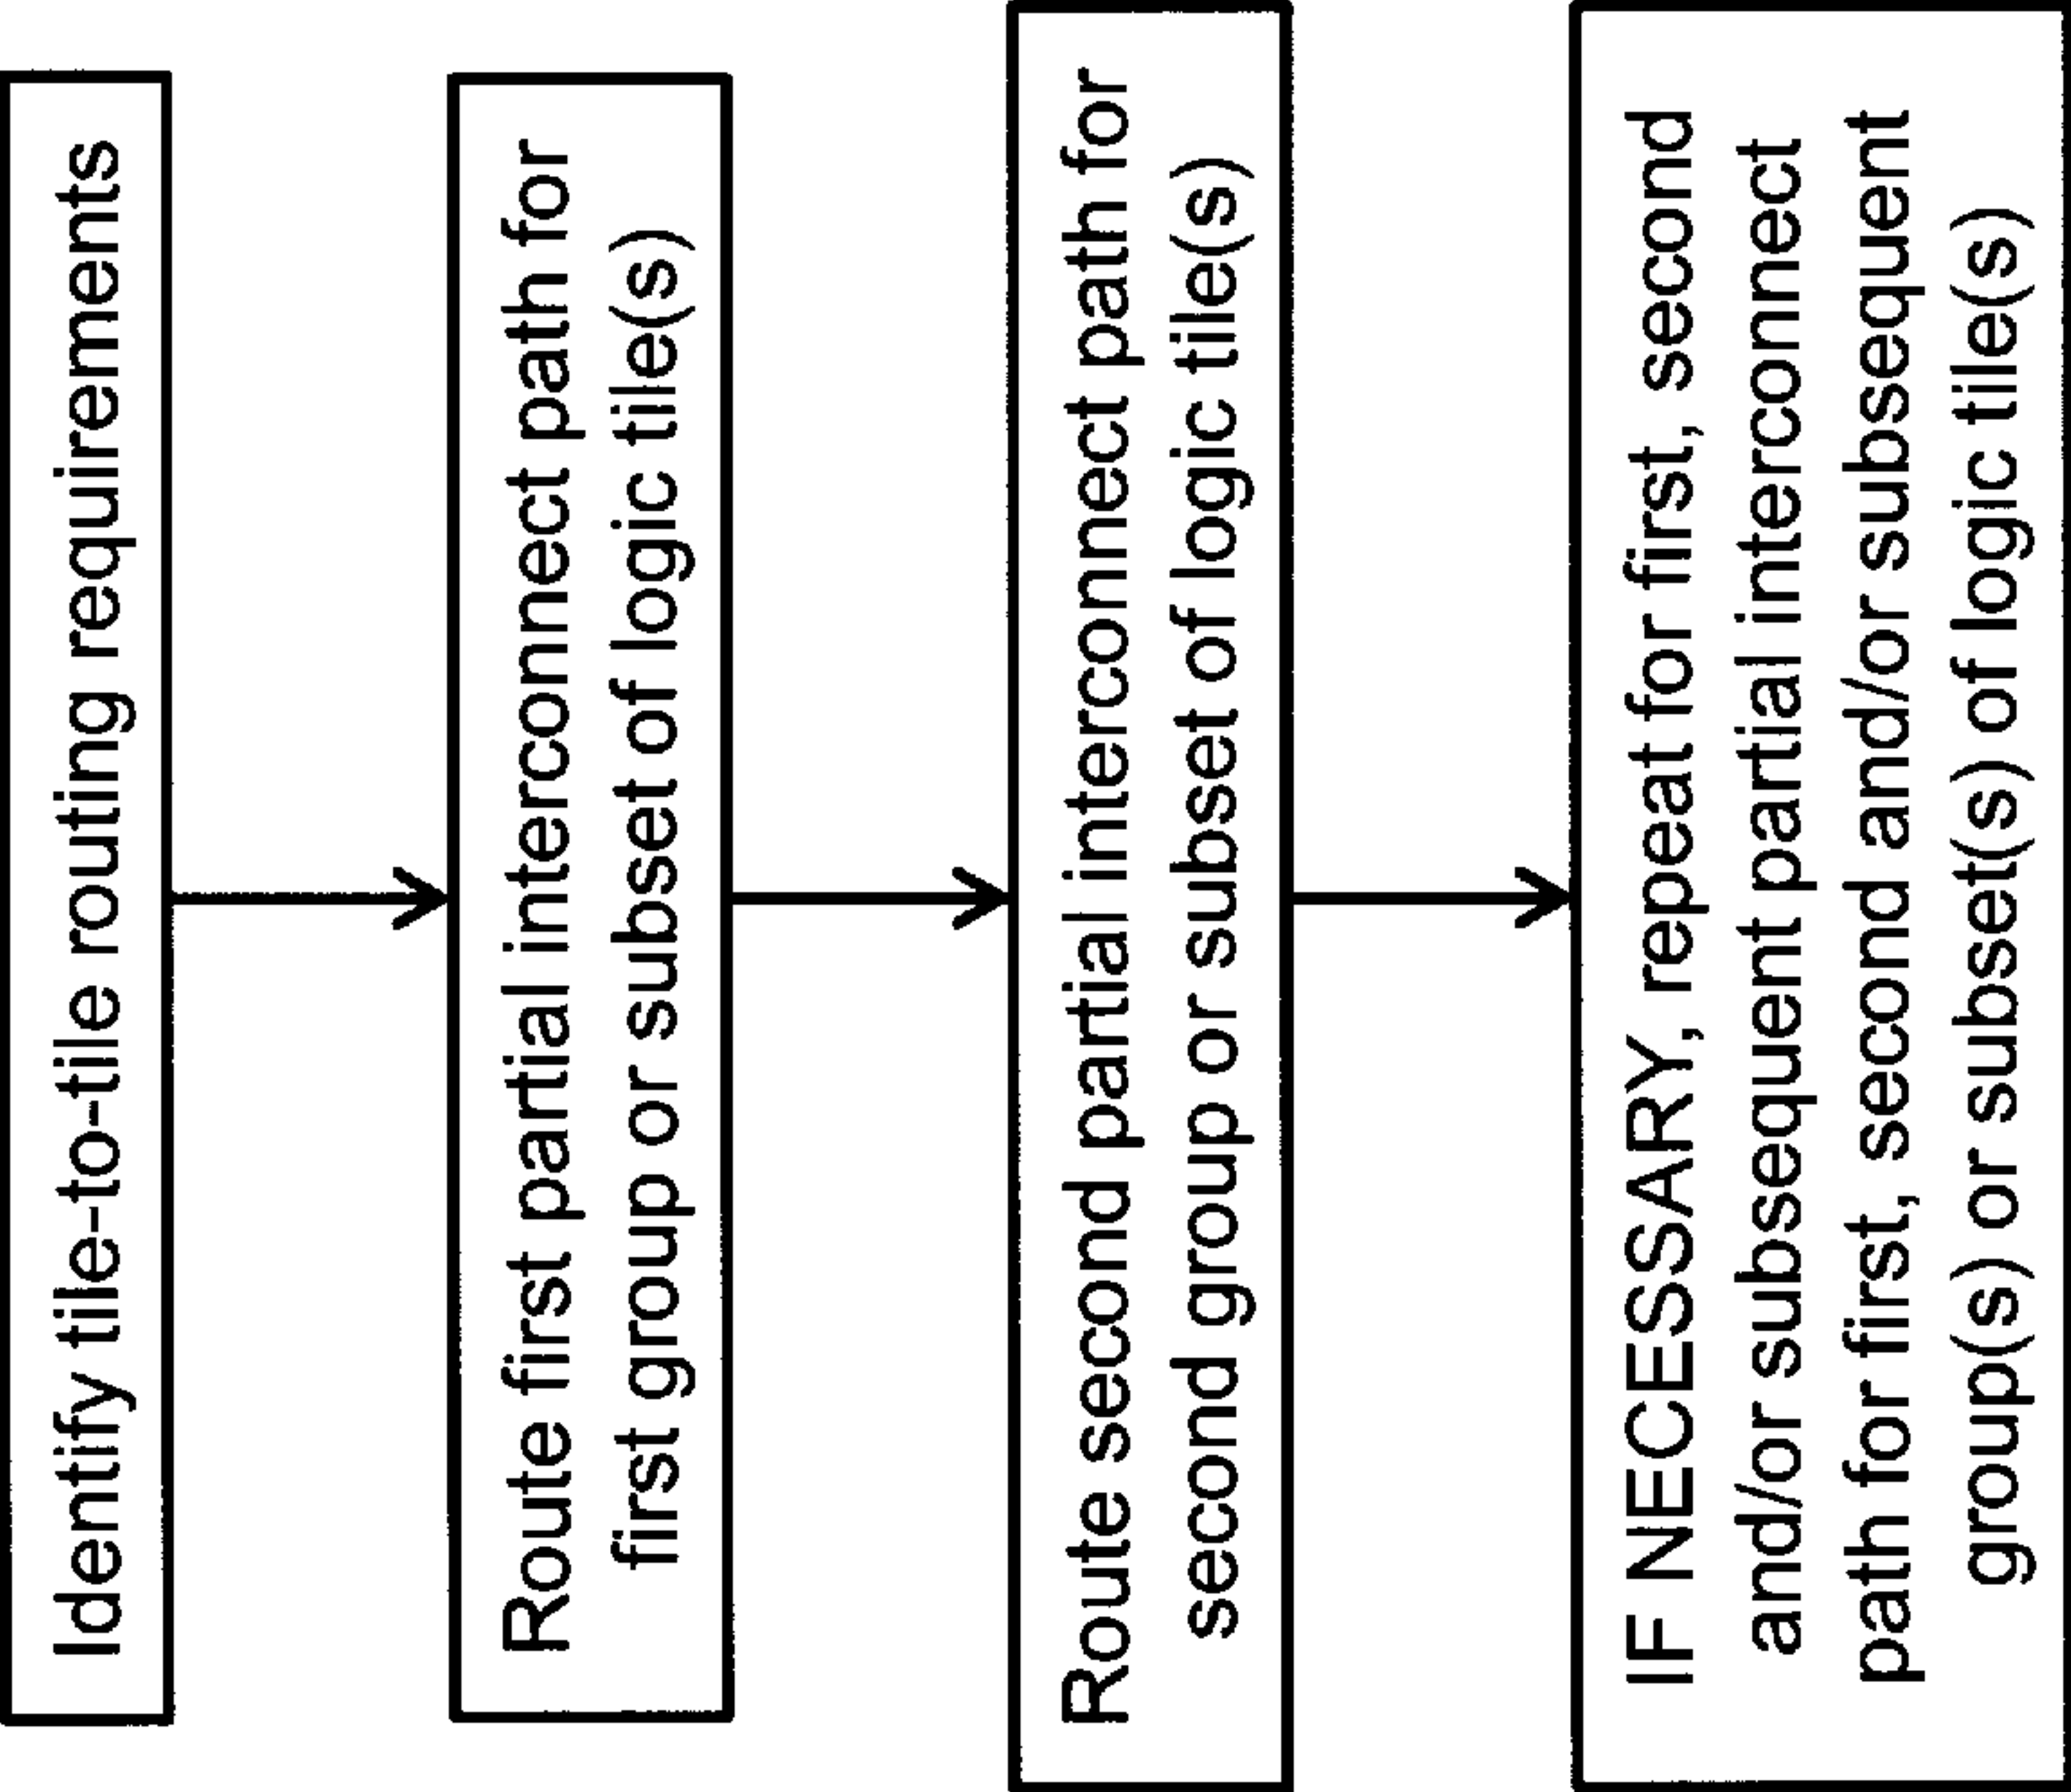 Identify tile-to-tile routing requirements
Route first partial interconnect path for
first group or subset of logic tile(s)
Route second partial interconnect path for
second group or subset of logic tile(s)
IF NECESSARY, repeat for first, second
and/or subsequent partial interconnect
path for first, second and/or subsequent
group(s) or subset(s) of logic tile(s)